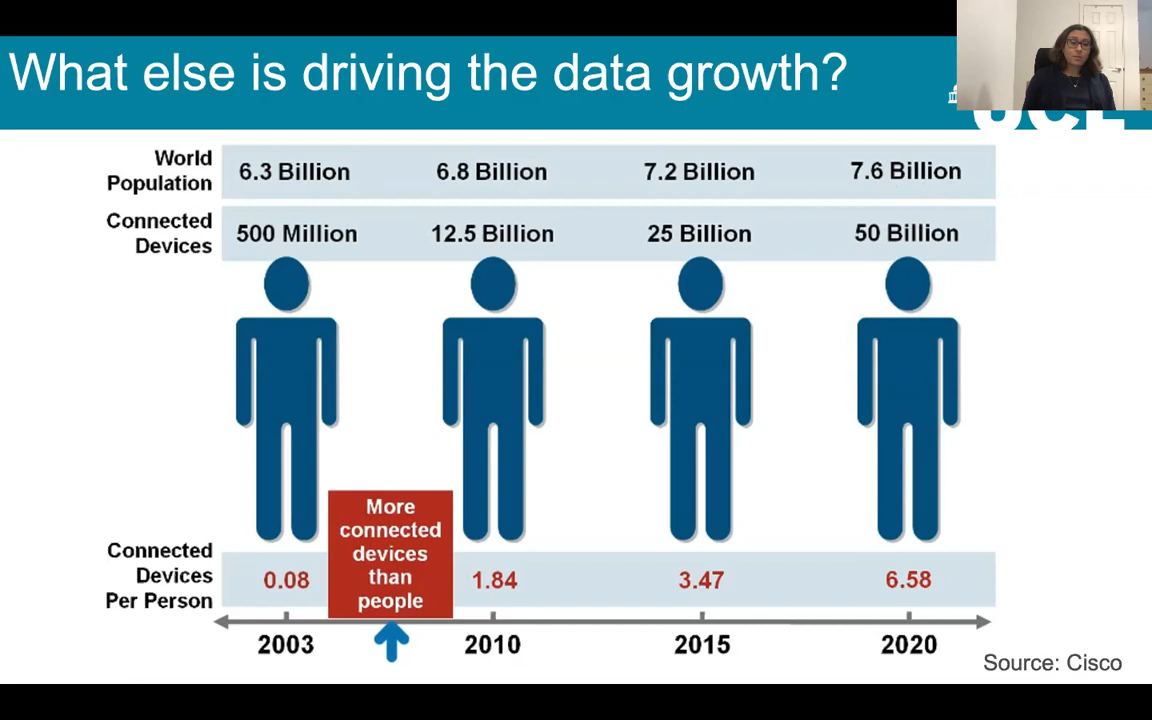 What else is driving the data growth?
World
Population
6.3 Billion 6.8 Billion 7.2 Billion 7.6 Billion
Connected
Devices
500 Million 12.5 Billion 25 Billion 50 Billion
More
connected
devices
than
people
Connected
Devices
Per Person
0.08 1.84 3.47 6.58
2003 2010 2015 2020
Source: Cisco